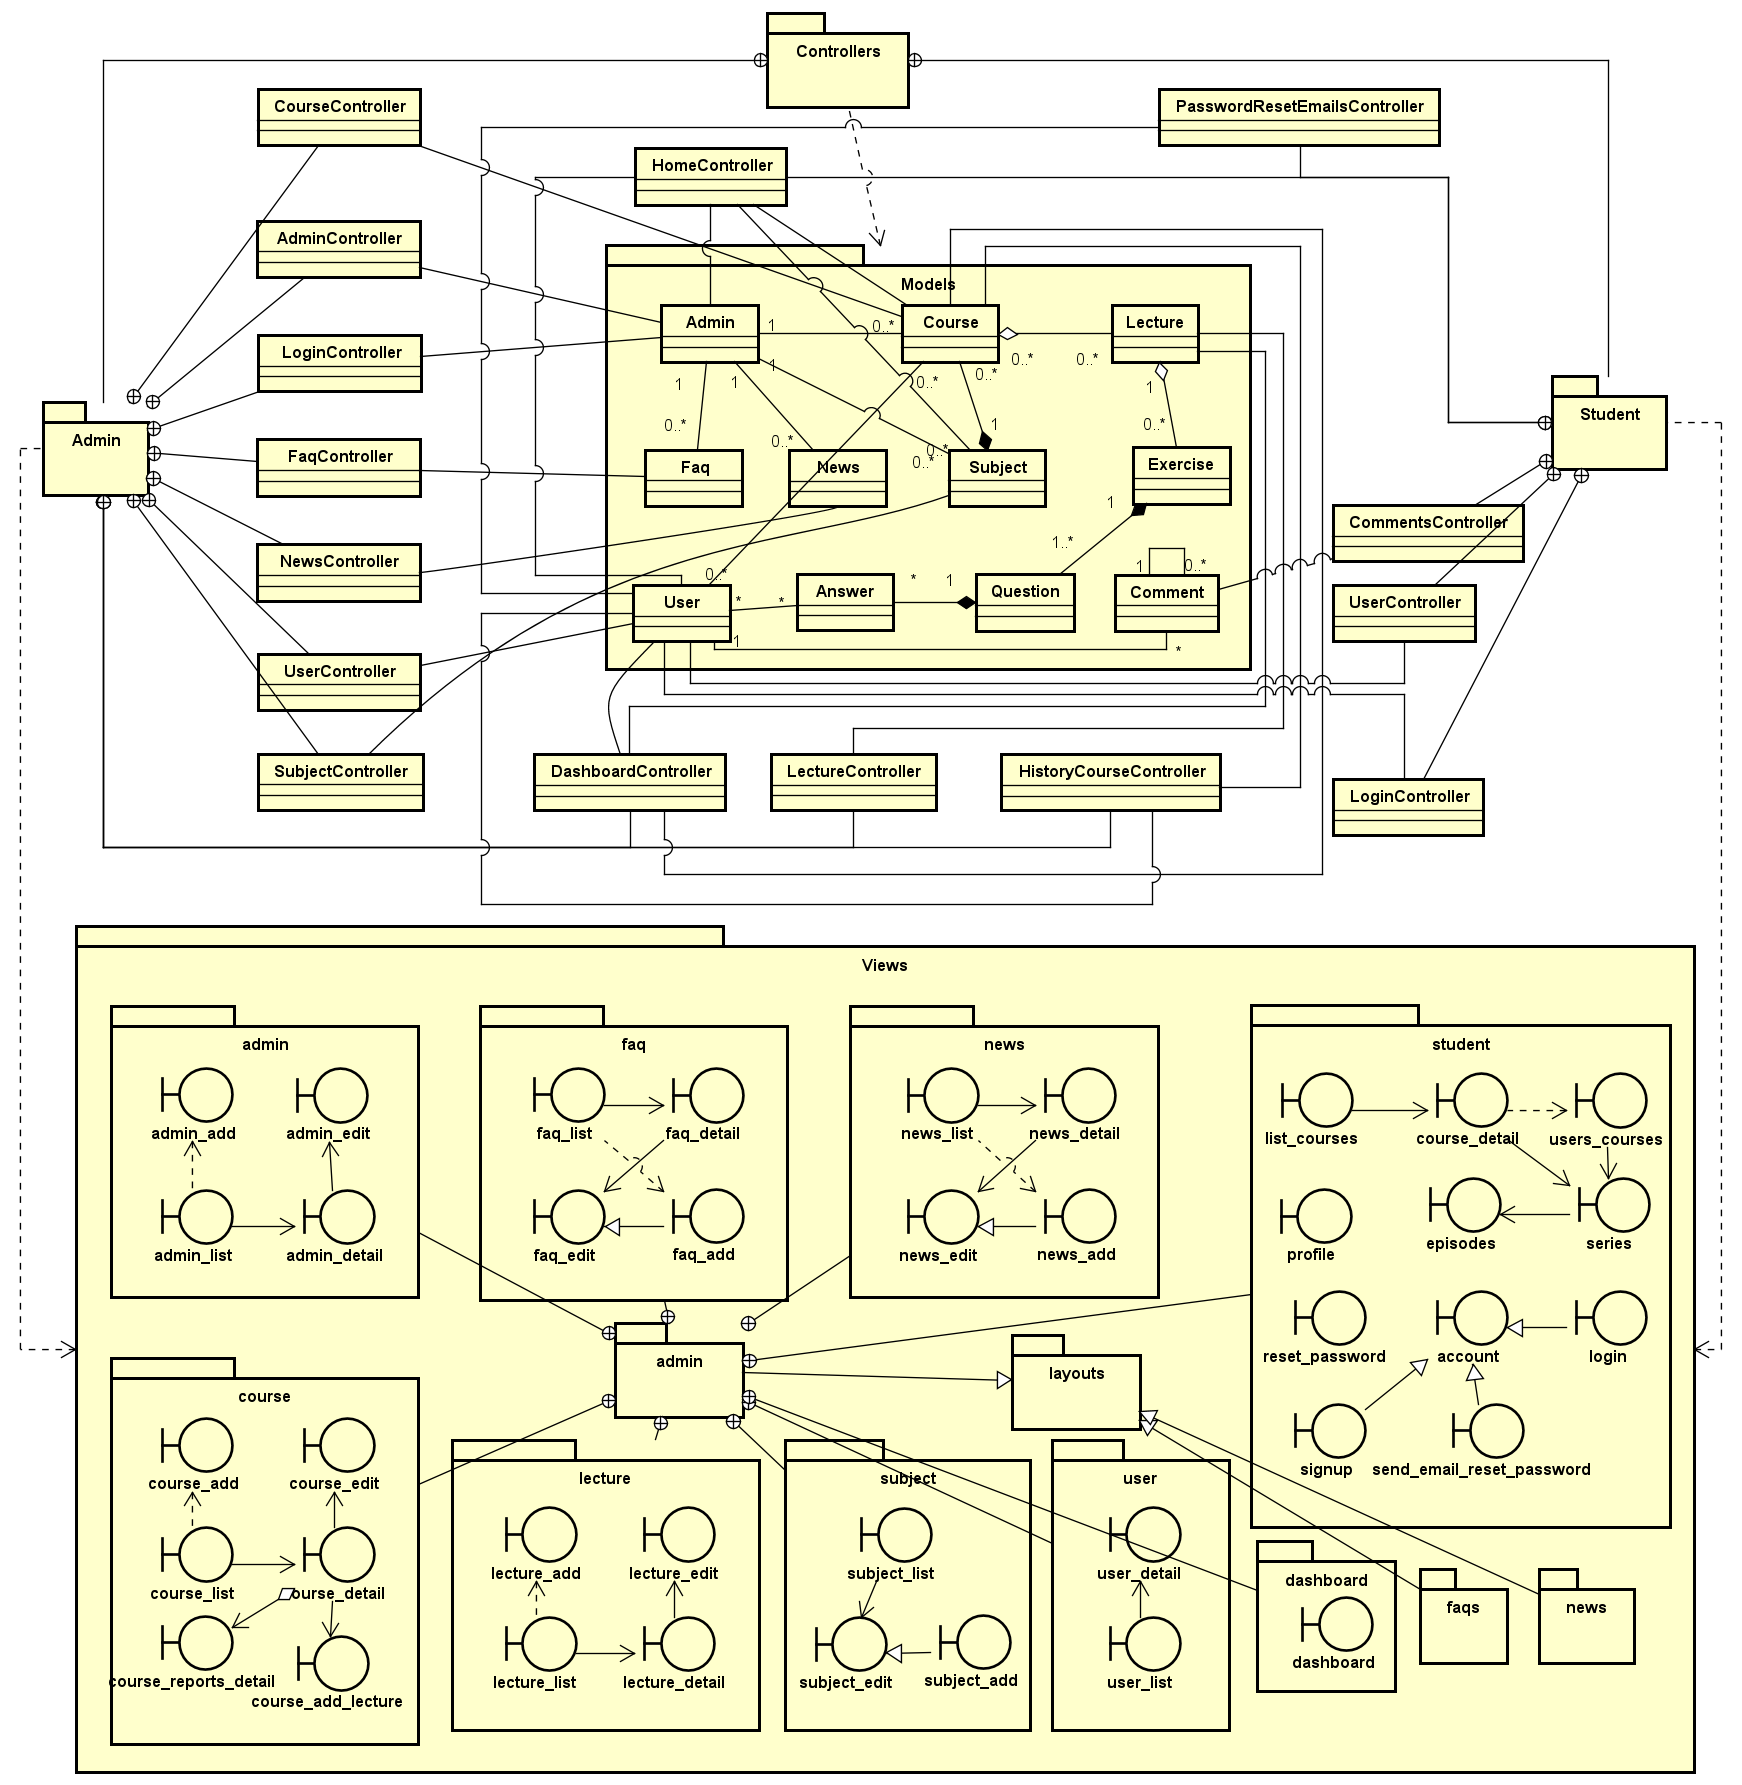 Controllers
CourseController
PasswordResetEmailsController
HomeController
AdminController
Models
Admin
1
0..*
Course
Lecture
LoginController
0..*
0..*
1
0..*
0..*
1
1
1
Student
Admin
0..*
1
0..*
0..*
0..*
0..*
FaqController
Faq
News
Subject
Exercise
1
CommentsController
1..*
NewsController
1
0..*
0..*
*
1
User
*
*
Answer
Question
Comment
UserController
1
*
UserController
SubjectController
DashboardController
LectureController
HistoryCourseController
LoginController
Views
admin
faq
news
student
admin_add
admin_edit
faq_list
faq_detail
news_list
news_detail
list_courses
course_detail
users_courses
admin_list
admin_detail
faq_edit
faq_add
news_edit
news_add
profile
episodes
series
reset_password
account
login
admin
layouts
course
signup
send_email_reset_password
course_add
course_edit
lecture
subject
user
lecture_add
lecture_edit
subject_list
user_detail
course_list
ourse_detail
dashboard
faqs
news
course_reports_detail
course_add_lecture
lecture_list
lecture_detail
subject_edit
subject_add
user_list
dashboard